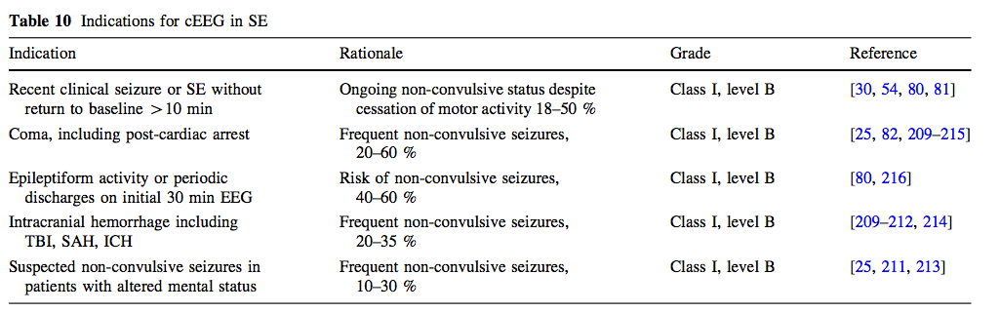 Table 10 Indications for cEEG in SE
Indication Rationale Grade Reference
Recent clinical seizure or SE without Ongoing non-convulsive status despite Class I, level B [30, 54, 80, 81]
return to baseline >10 min cessation of motor activity 18–50 %
Coma, including post-cardiac arrest Frequent non-convulsive seizures, Class I, level B [25, 82, 209–215]
20–60 %
Epileptiform activity or periodic Risk of non-convulsive seizures, Class I, level B [80, 216]
discharges on initial 30 min EEG 40–60 %
Intracranial hemorrhage including Frequent non-convulsive seizures, Class I, level B [209–212, 214]
TBI, SAH, ICH 20–35 %
Suspected non-convulsive seizures in Frequent non-convulsive seizures, Class I, level B [25, 211, 213]
patients with altered mental status 10–30 %